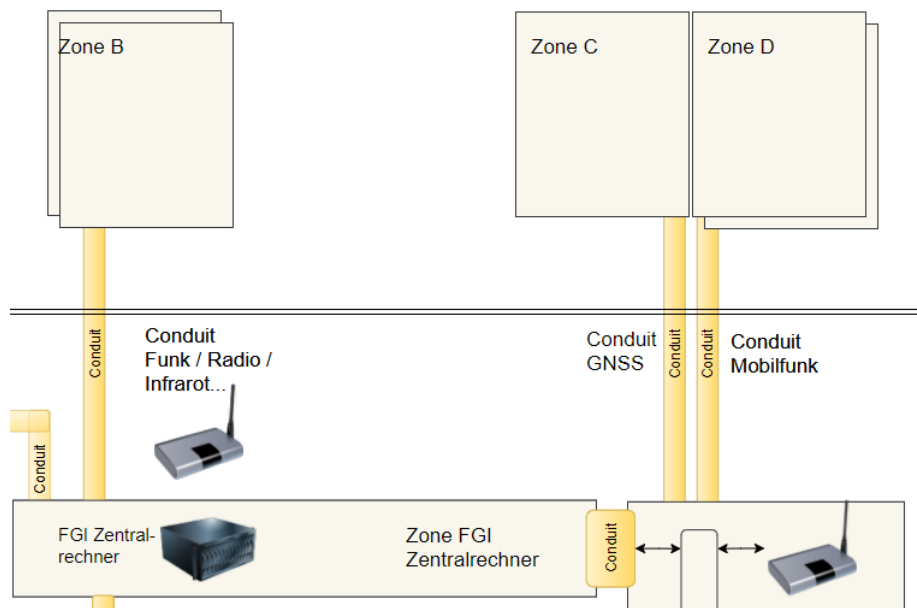 Zone B
Zone C
Zone D
Conduit
Conduit
Funk / Radio /
Infrarot...
Conduit
GNSS
Conduit
Conduit
Conduit
Mobilfunk
Conduit
FGI Zentral-
rechner
Zone FGI
Zentralrechner
Conduit